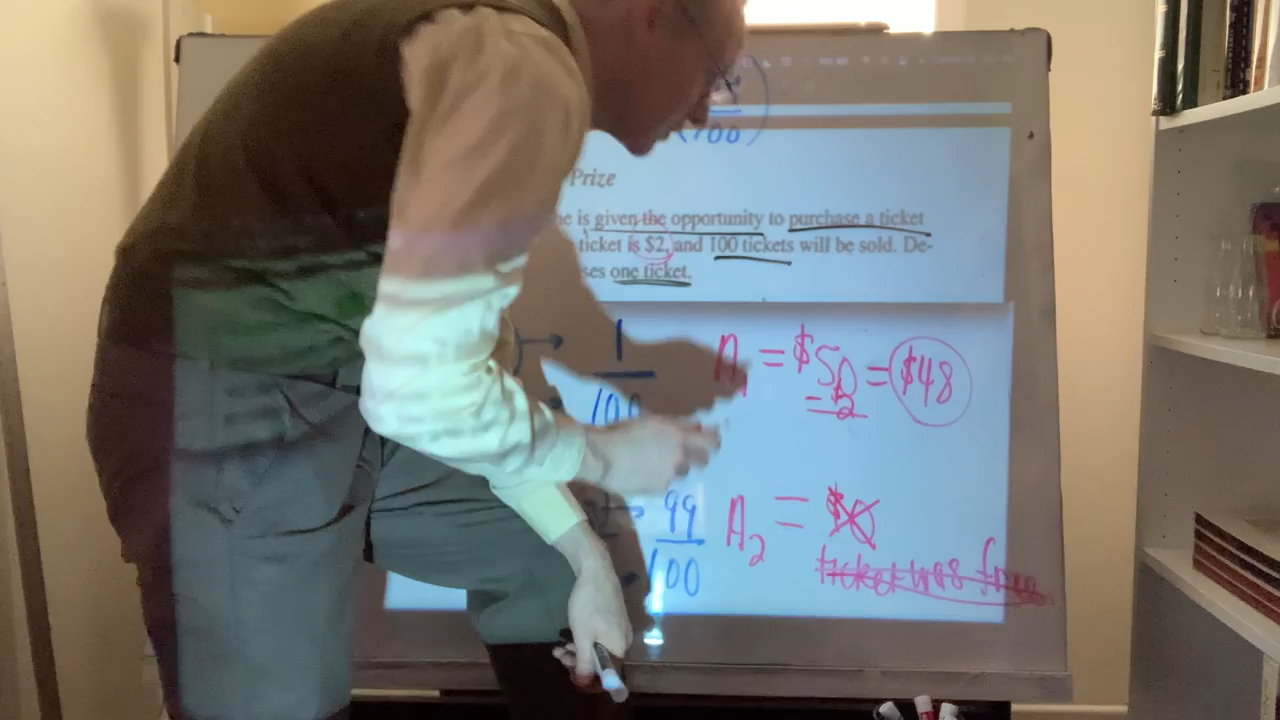 100
Prize
is given the opportunity to purchase a ticket
ticket is $2, and 100 tickets will be sold. De-
ses one ticket.
1
100
A1 = $50 = $48
- 2
99
100
A2 = $0
ticket was free